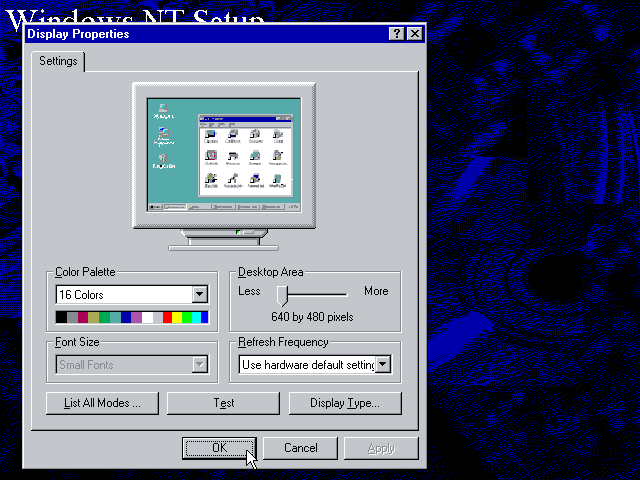 Windows NT Setup
Display Properties
Settings
Color Palette
16 Colors
Desktop Area
Less
More
640 by 480 pixels
Font Size
Small Fonts
Refresh Frequency
Use hardware default setting
List All Modes ...
Test
Display Type...
OK
Cancel
Apply